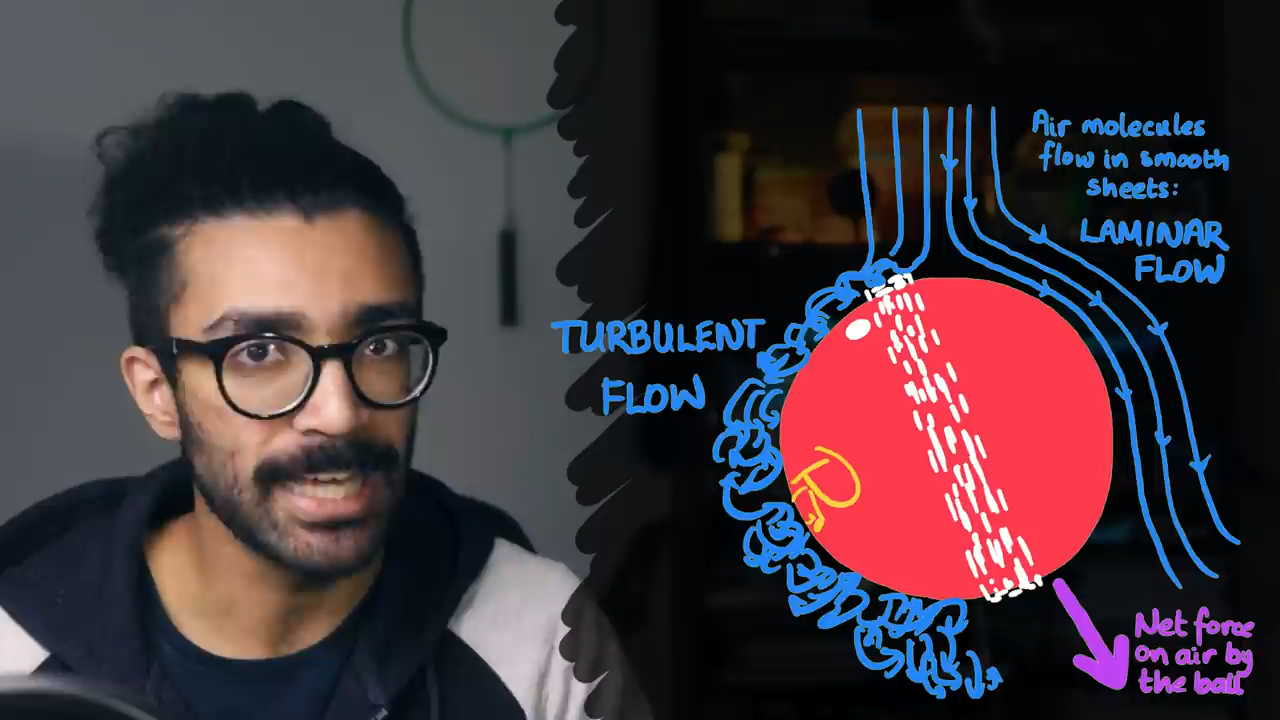 Air molecules
flow in smooth
sheets:
LAMINAR
FLOW
TURBULENT
FLOW
Net force
on air by
the ball